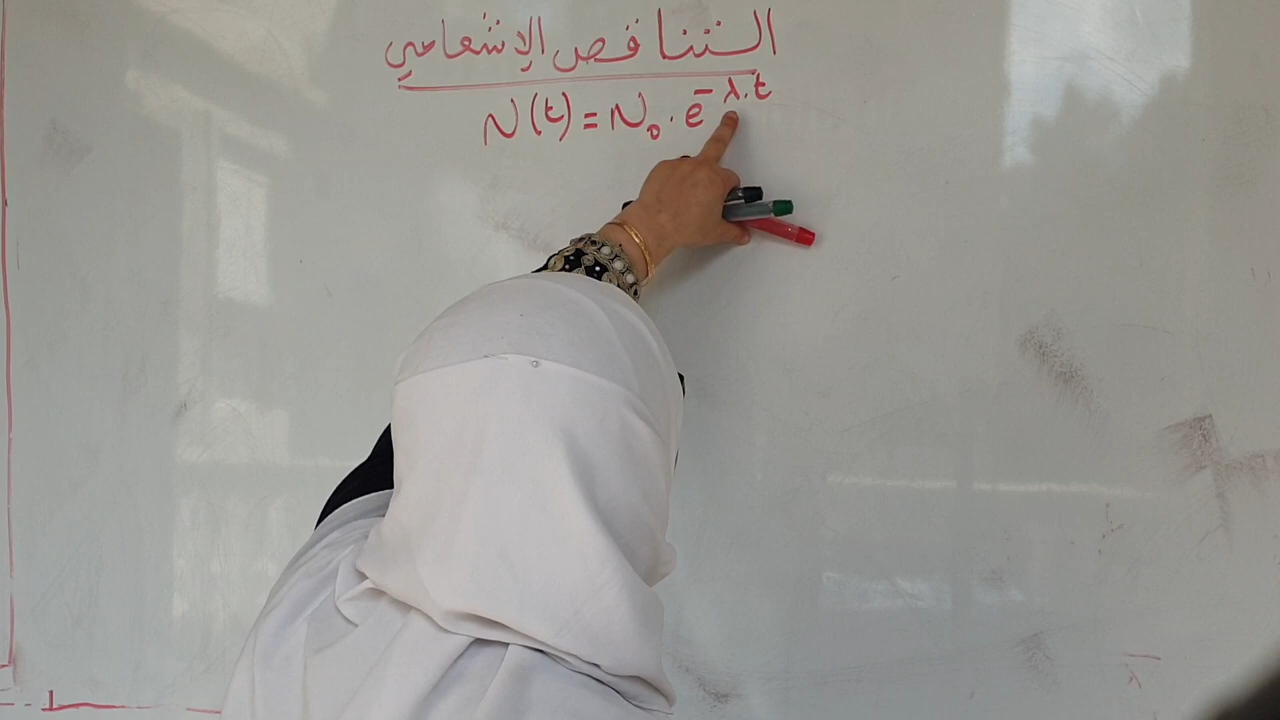 التناقص الإشعاعي
N(t) = N₀ . e^-λ.t